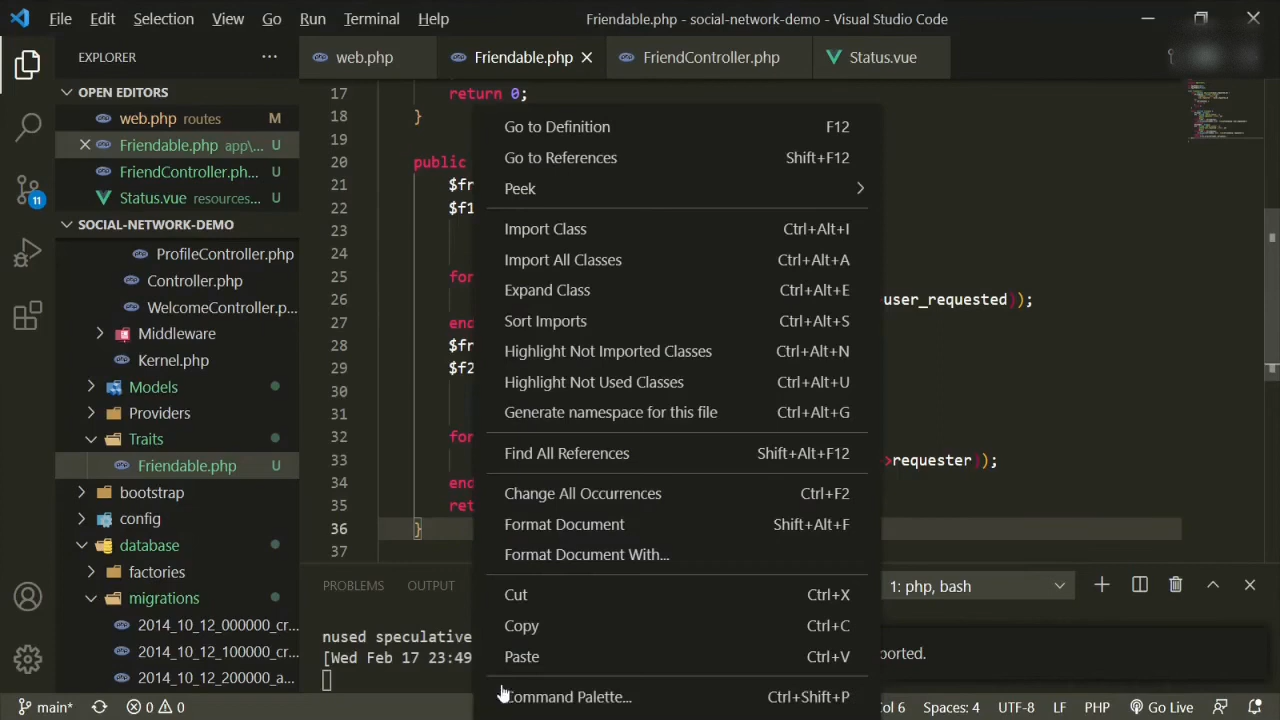 File Edit Selection View Go Run Terminal Help Friendable.php - social-network-demo - Visual Studio Code
EXPLORER
web.php Friendable.php FriendController.php Status.vue
OPEN EDITORS
web.php routes M
Friendable.php app\... U
FriendController.ph... U
Status.vue resources... U
11
SOCIAL-NETWORK-DEMO
ProfileController.php
Controller.php
WelcomeController.p...
Middleware
Kernel.php
Models
Providers
Traits
Friendable.php U
bootstrap
config
database
factories
migrations
2014_10_12_000000_cr...
2014_10_12_100000_cr...
2014_10_12_200000_a...
17 return 0;
18 }
19
20 public
21 $fr
22 $f1
23
24
25 for
26 user_requested));
27 end
28 $fr
29 $f2
30
31
32 for
33 >requester));
34 end
35 ret
36 }
37
Go to Definition F12
Go to References Shift+F12
Peek
Import Class Ctrl+Alt+I
Import All Classes Ctrl+Alt+A
Expand Class Ctrl+Alt+E
Sort Imports Ctrl+Alt+S
Highlight Not Imported Classes Ctrl+Alt+N
Highlight Not Used Classes Ctrl+Alt+U
Generate namespace for this file Ctrl+Alt+G
Find All References Shift+Alt+F12
Change All Occurrences Ctrl+F2
Format Document Shift+Alt+F
Format Document With...
Cut Ctrl+X
Copy Ctrl+C
Paste Ctrl+V
Command Palette... Ctrl+Shift+P
PROBLEMS OUTPUT 1: php, bash
nused speculative
[Wed Feb 17 23:49 ported.
main* 0 0 Col 6 Spaces: 4 UTF-8 LF PHP Go Live